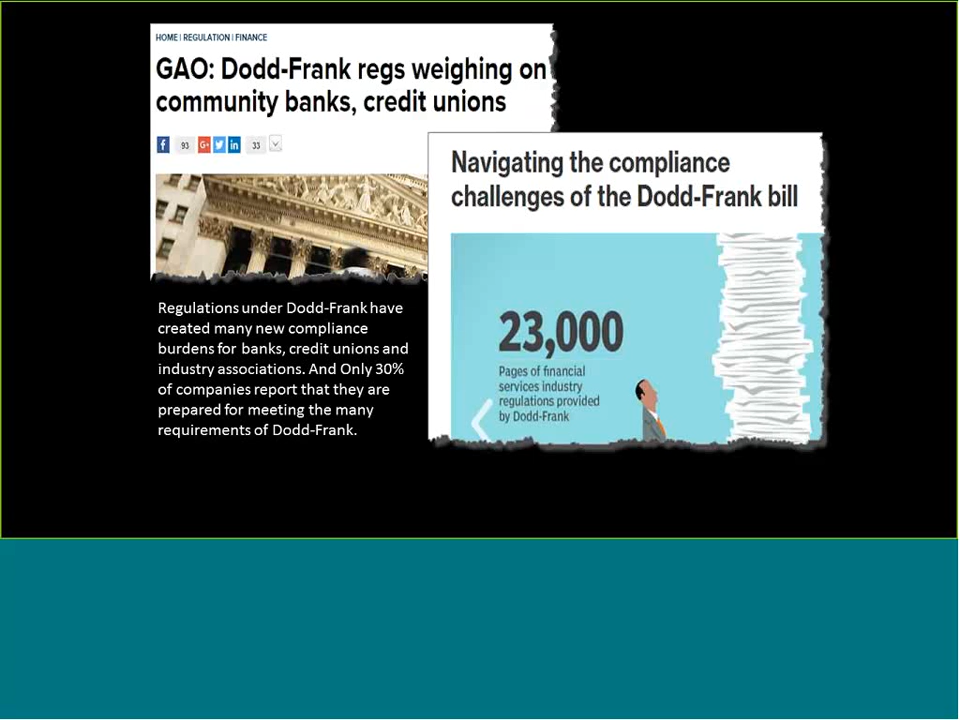 HOME | REGULATION | FINANCE
GAO: Dodd-Frank regs weighing on
community banks, credit unions
f 93 G+ in 33
Navigating the compliance
challenges of the Dodd-Frank bill
23,000
Pages of financial
services industry
regulations provided
by Dodd-Frank
Regulations under Dodd-Frank have
created many new compliance
burdens for banks, credit unions and
industry associations. And Only 30%
of companies report that they are
prepared for meeting the many
requirements of Dodd-Frank.